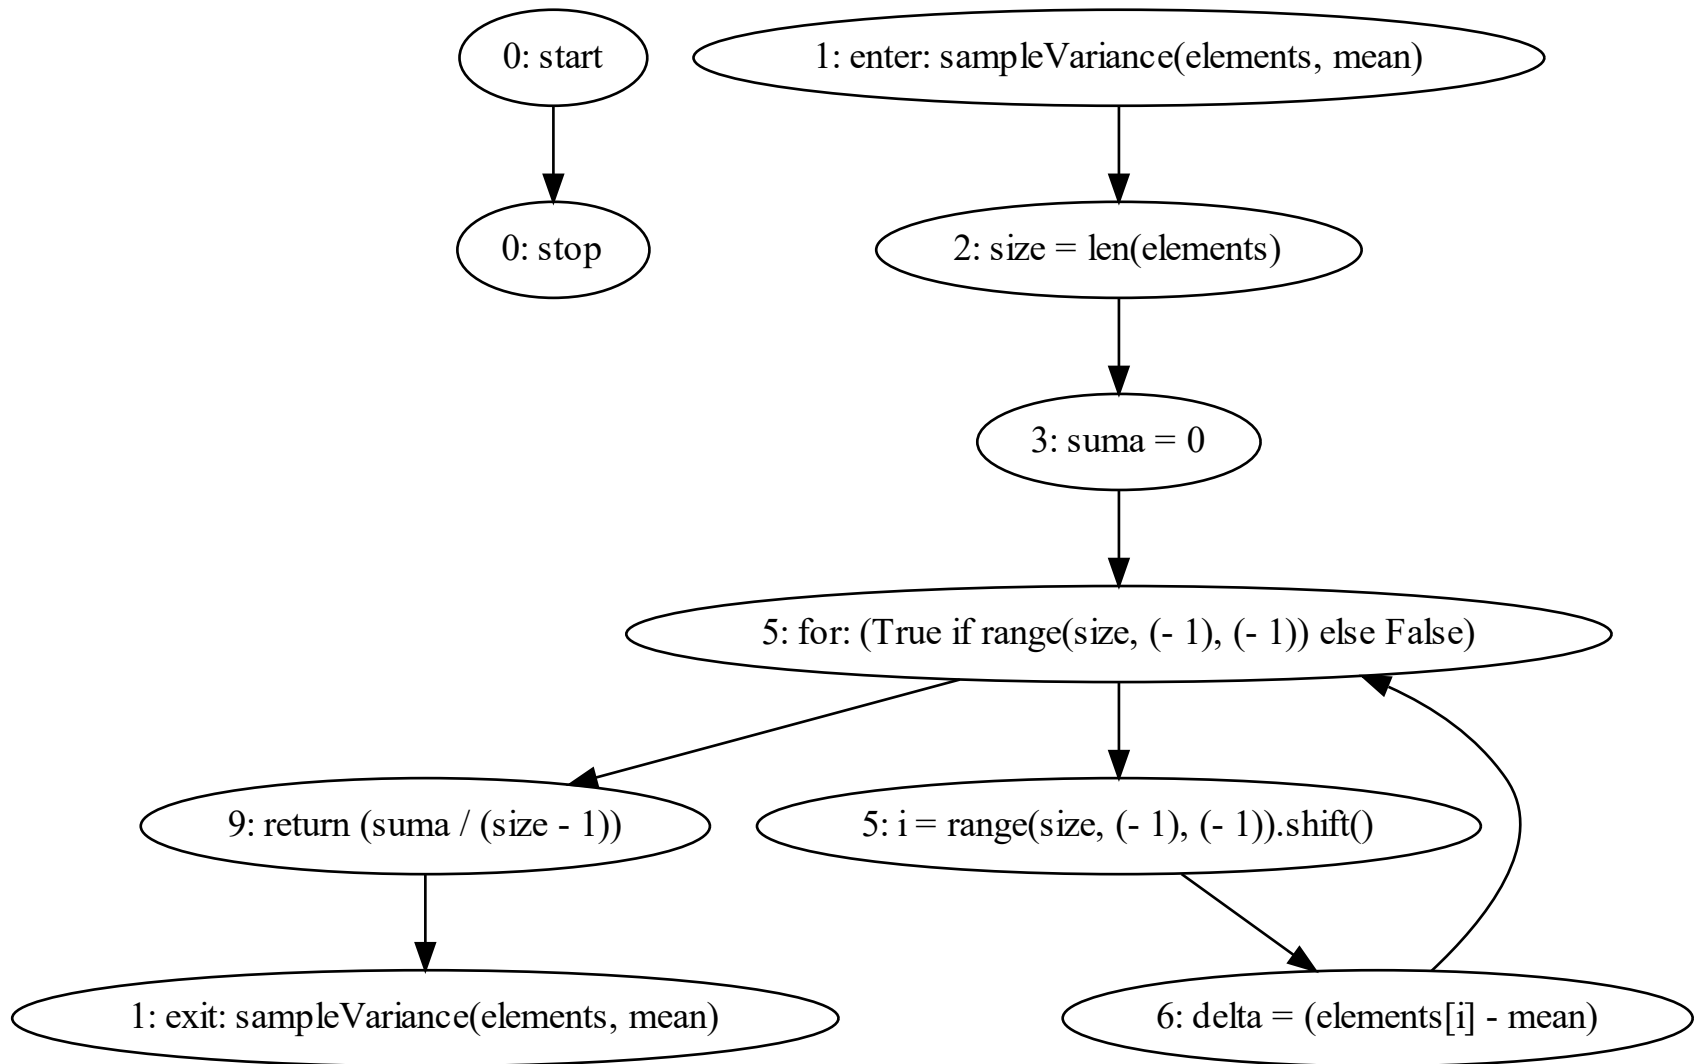 0: start
1: enter: sampleVariance(elements, mean)
0: stop
2: size = len(elements)
3: suma = 0
5: for: (True if range(size, (- 1), (- 1)) else False)
9: return (suma / (size - 1))
5: i = range(size, (- 1), (- 1)).shift()
1: exit: sampleVariance(elements, mean)
6: delta = (elements[i] - mean)